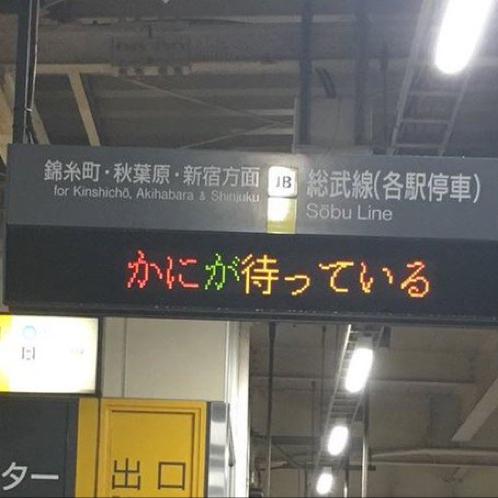 錦糸町・秋葉原・新宿方面
for Kinshichō, Akihabara & Shinjuku
JB
総武線(各駅停車)
Sōbu Line
かにが待っている
ター
出口